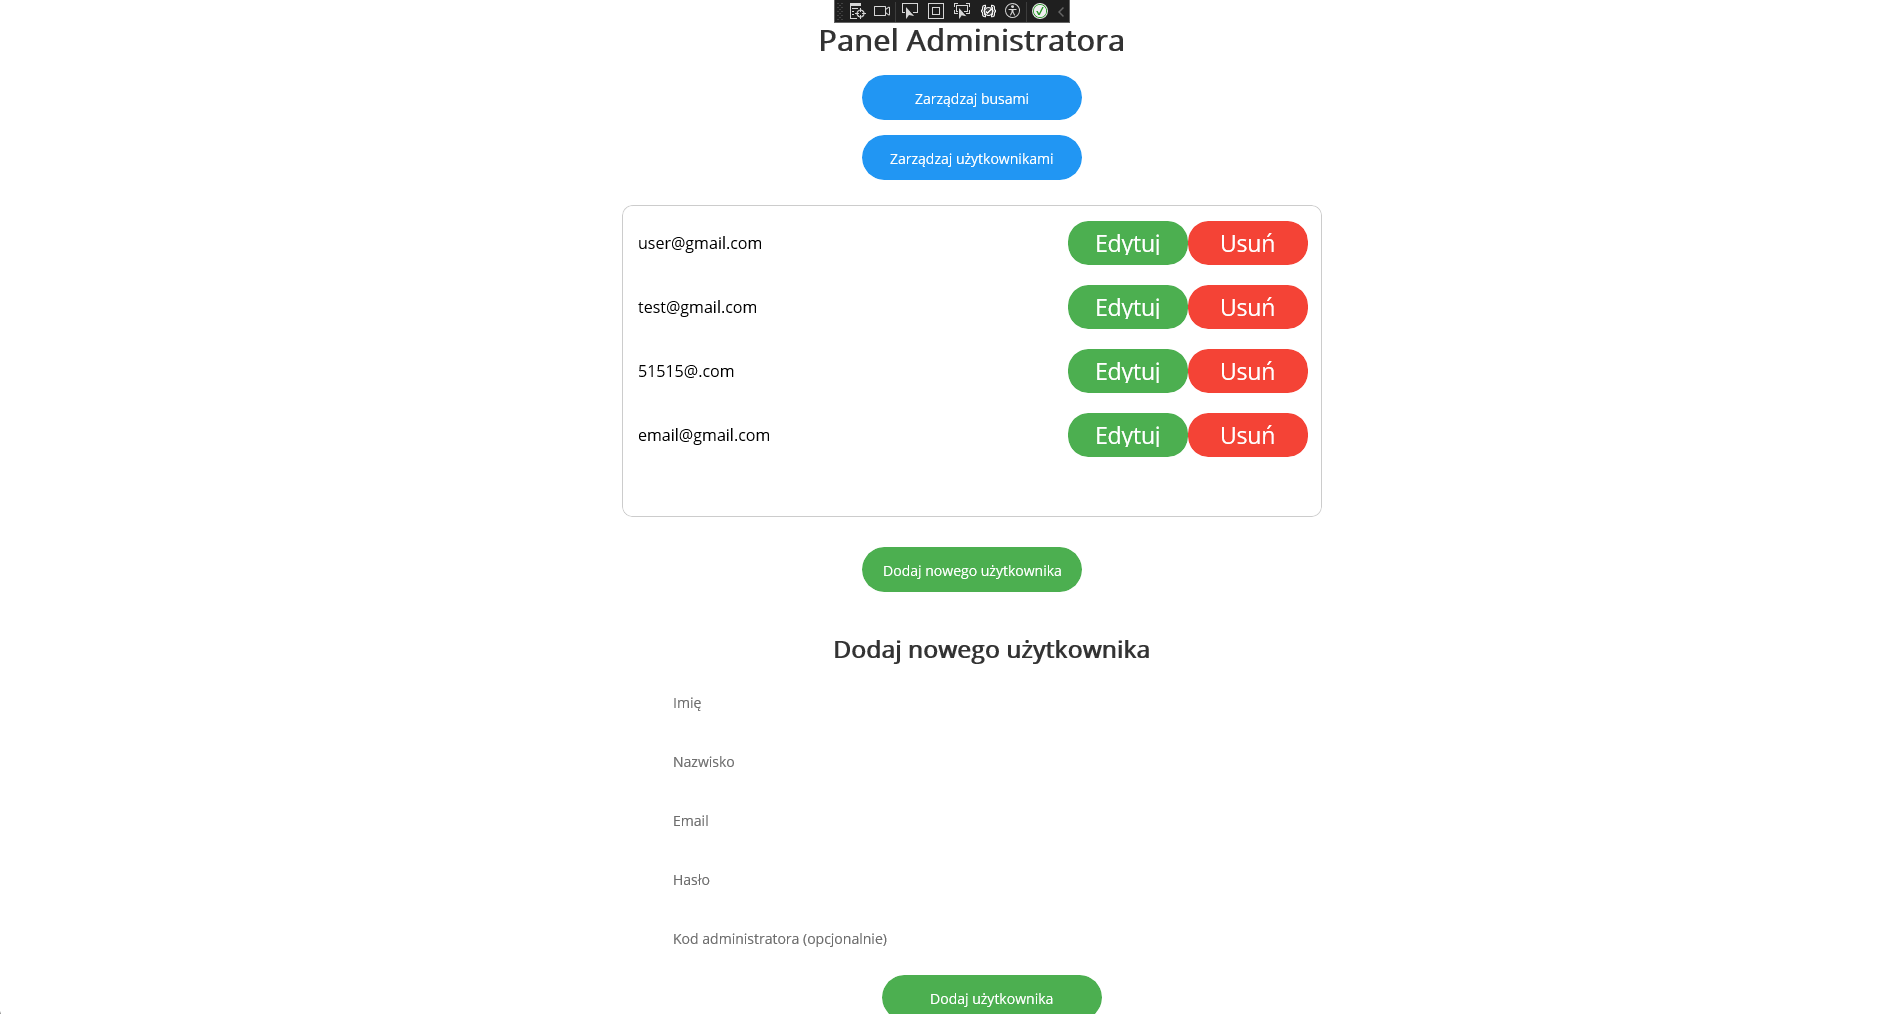 Panel Administratora
Zarządzaj busami
Zarządzaj użytkownikami
user@gmail.com Edytuj Usuń
test@gmail.com Edytuj Usuń
51515@.com Edytuj Usuń
email@gmail.com Edytuj Usuń
Dodaj nowego użytkownika
Dodaj nowego użytkownika
Imię
Nazwisko
Email
Hasło
Kod administratora (opcjonalnie)
Dodaj użytkownika